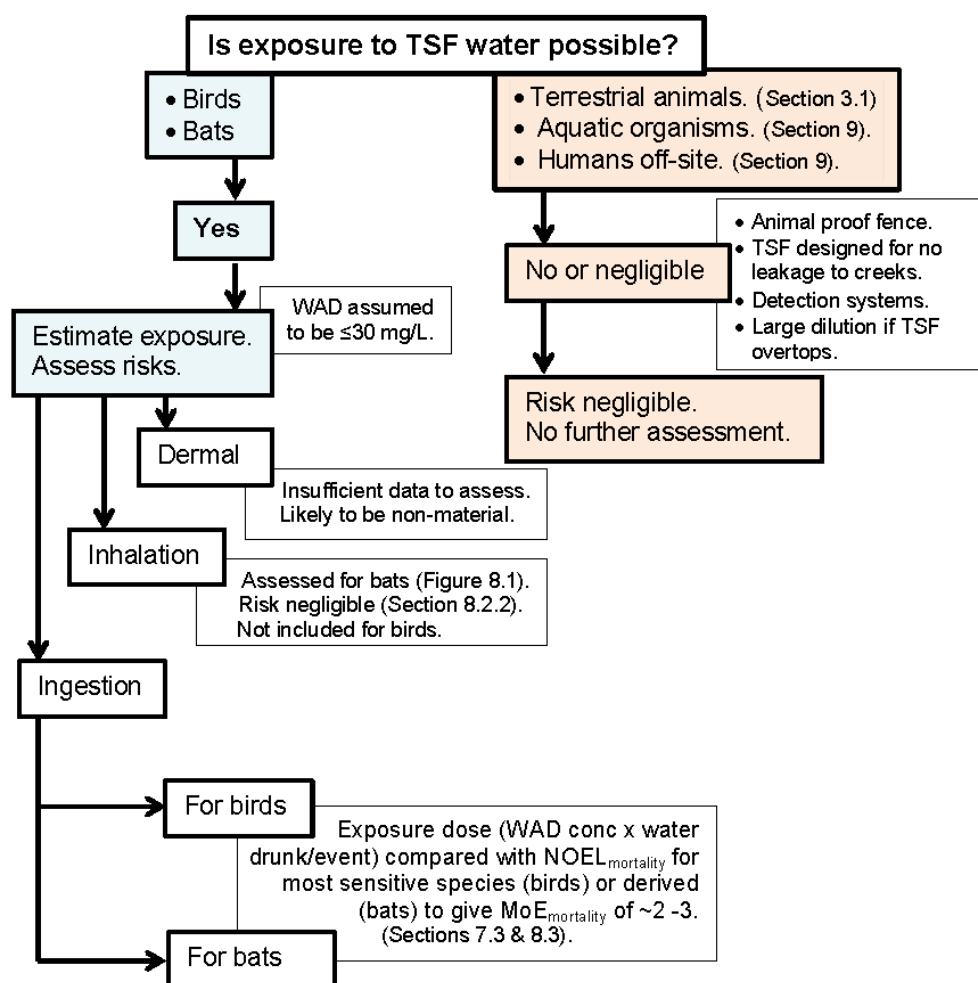 Is exposure to TSF water possible?
• Birds
• Bats
• Terrestrial animals. (Section 3.1)
• Aquatic organisms. (Section 9).
• Humans off-site. (Section 9).
Yes
No or negligible
• Animal proof fence.
• TSF designed for no
leakage to creeks.
• Detection systems.
• Large dilution if TSF
overtops.
WAD assumed
to be ≤30 mg/L.
Estimate exposure.
Assess risks.
Risk negligible.
No further assessment.
Dermal
Insufficient data to assess.
Likely to be non-material.
Inhalation
Assessed for bats (Figure 8.1).
Risk negligible (Section 8.2.2).
Not included for birds.
Ingestion
For birds
Exposure dose (WAD conc x water
drunk/event) compared with NOELmortality for
most sensitive species (birds) or derived
(bats) to give MoEmortality of ~2 -3.
(Sections 7.3 & 8.3).
For bats